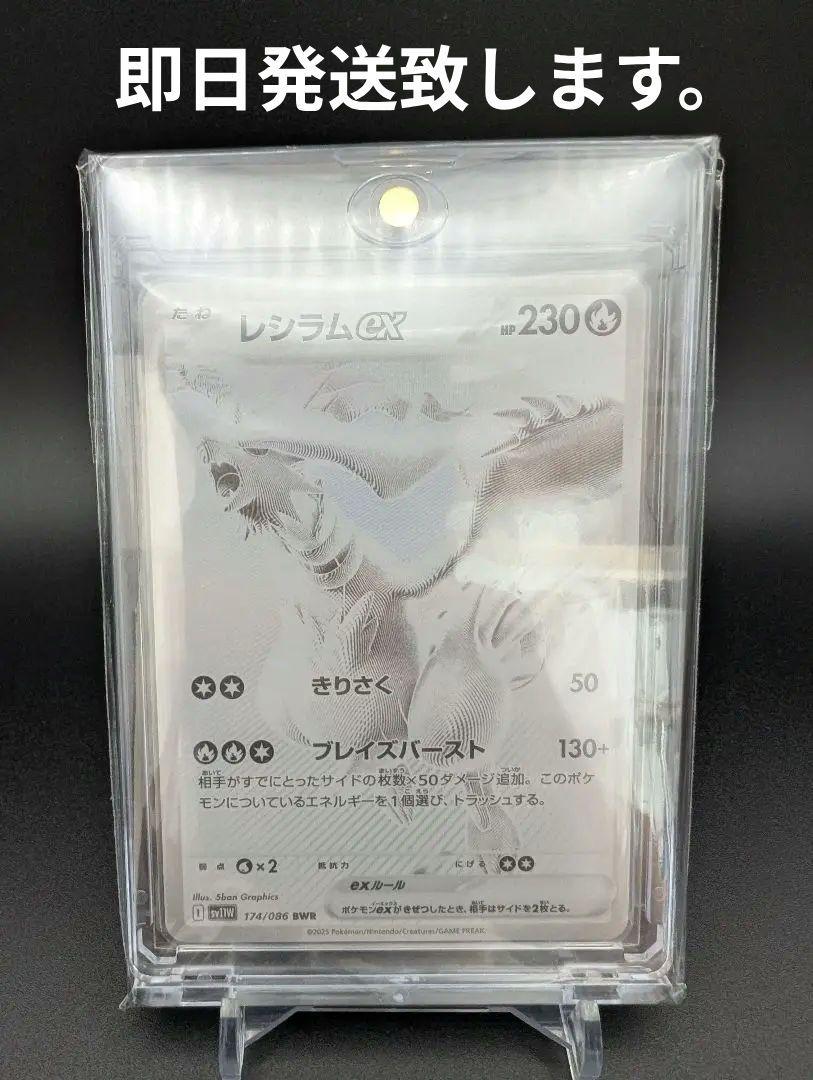 即日発送致します。
たね レシラムex HP230
きりさく 50
ブレイズバースト 130+
相手がすでにとったサイドの枚数×50ダメージ追加。このポケ
モンについているエネルギーを1個選び、トラッシュする。
弱点 ×2 抵抗力 にげる
exルール
ポケモンexがきぜつしたとき、相手はサイドを2枚とる。
Illus. 5ban Graphics
I sv11W 174/086 BWR
©2025 Pokémon/Nintendo/Creatures/GAME FREAK.